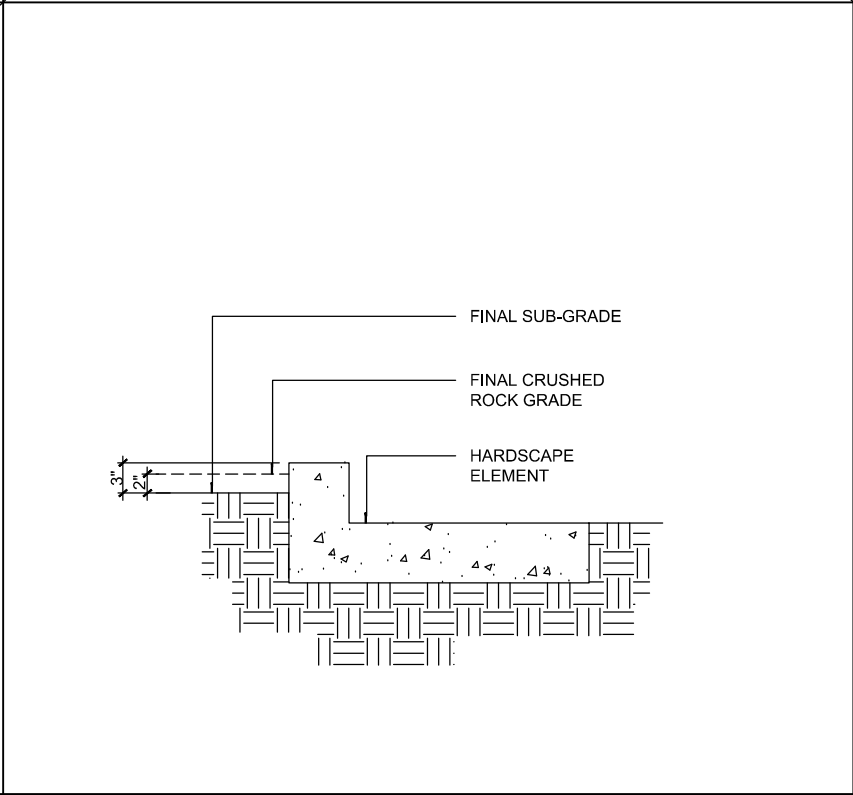 FINAL SUB-GRADE
FINAL CRUSHED
ROCK GRADE
HARDSCAPE
ELEMENT
3"
2"